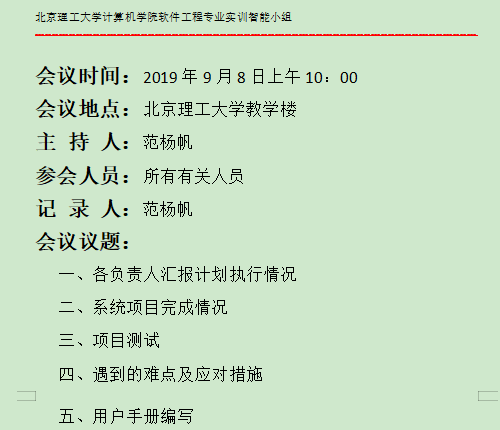 北京理工大学计算机学院软件工程专业实训智能小组
会议时间：2019年9月8日上午10：00
会议地点：北京理工大学教学楼
主 持 人：范杨帆
参会人员：所有有关人员
记 录 人：范杨帆
会议议题：
一、各负责人汇报计划执行情况
二、系统项目完成情况
三、项目测试
四、遇到的难点及应对措施
五、用户手册编写